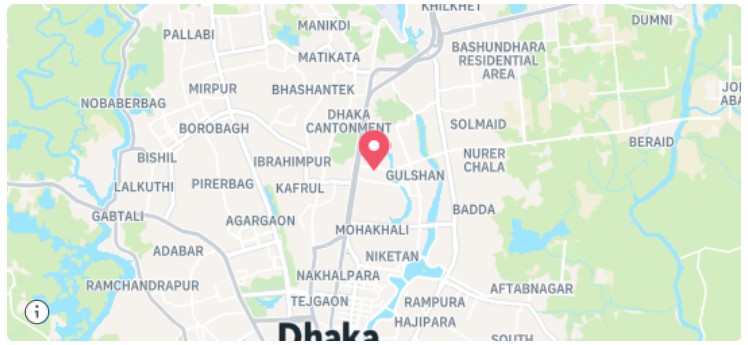 KHILKHET
DUMNI
MANIKDI
PALLABI
BASHUNDHARA
RESIDENTIAL
AREA
MATIKATA
MIRPUR
BHASHANTEK
NOBABERBAG
DHAKA
CANTONMENT
BOROBAGH
SOLMAID
BERAID
BISHIL
IBRAHIMPUR
NURER
CHALA
LALKUTHI
PIRERBAG
KAFRUL
GULSHAN
GABTALI
AGARGAON
BADDA
MOHAKHALI
ADABAR
NIKETAN
NAKHALPARA
RAMCHANDRAPUR
AFTABNAGAR
TEJGAON
RAMPURA
i
HAJIPARA
Dhaka
SOUTH